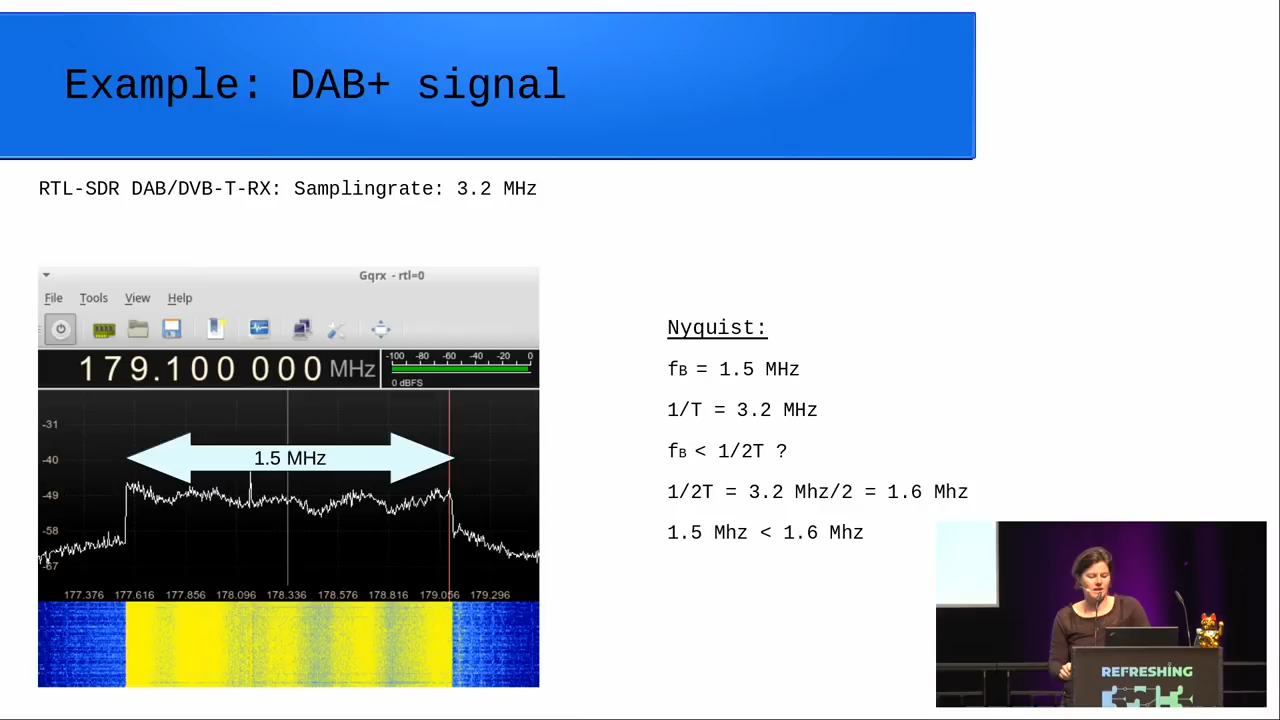 Example: DAB+ signal
RTL-SDR DAB/DVB-T-RX: Samplingrate: 3.2 MHz
Gqrx - rtl=0
File Tools View Help
179.100 000 MHz
-100 -80 -60 -40 -20 0
0 dBFS
-31
-40
1.5 MHz
-49
-58
-67
177.376 177.616 177.856 178.096 178.336 178.576 178.816 179.056 179.296
Nyquist:
fB = 1.5 MHz
1/T = 3.2 MHz
fB < 1/2T ?
1/2T = 3.2 Mhz/2 = 1.6 Mhz
1.5 Mhz < 1.6 Mhz
REFRESHING